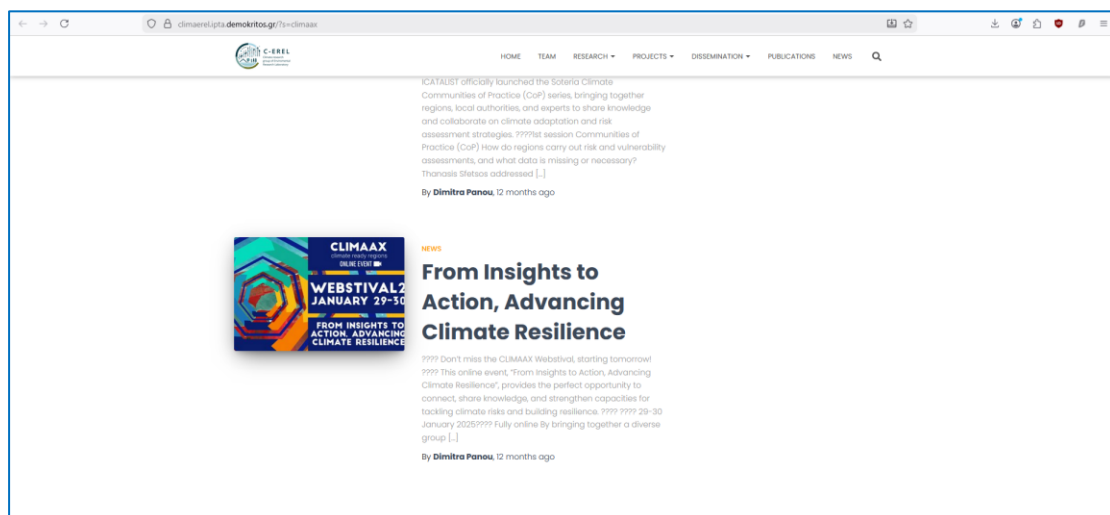 climaerel.ipta.demokritos.gr/?s=climaax
C-EREL
HOME TEAM RESEARCH PROJECTS DISSEMINATION PUBLICATIONS NEWS
ICATALIST officially launched the Soteria Climate
Communities of Practice (CoP) series, bringing together
regions, local authorities, and experts to share knowledge
and collaborate on climate adaptation and risk
assessment strategies. ????1st session Communities of
Practice (CoP) How do regions carry out risk and vulnerability
assessments, and what data is missing or necessary?
Thanasis Sfetsos addressed […]
By Dimitra Panou, 12 months ago
CLIMAAX
climate ready regions
ONLINE EVENT
WEBSTIVAL2
JANUARY 29-30
FROM INSIGHTS TO
ACTION, ADVANCING
CLIMATE RESILIENCE
NEWS
From Insights to
Action, Advancing
Climate Resilience
???? Don't miss the CLIMAAX Webstival, starting tomorrow!
???? This online event, "From Insights to Action, Advancing
Climate Resilience", provides the perfect opportunity to
connect, share knowledge, and strengthen capacities for
tackling climate risks and building resilience. ???? ???? 29-30
January 2025???? Fully online By bringing together a diverse
group […]
By Dimitra Panou, 12 months ago